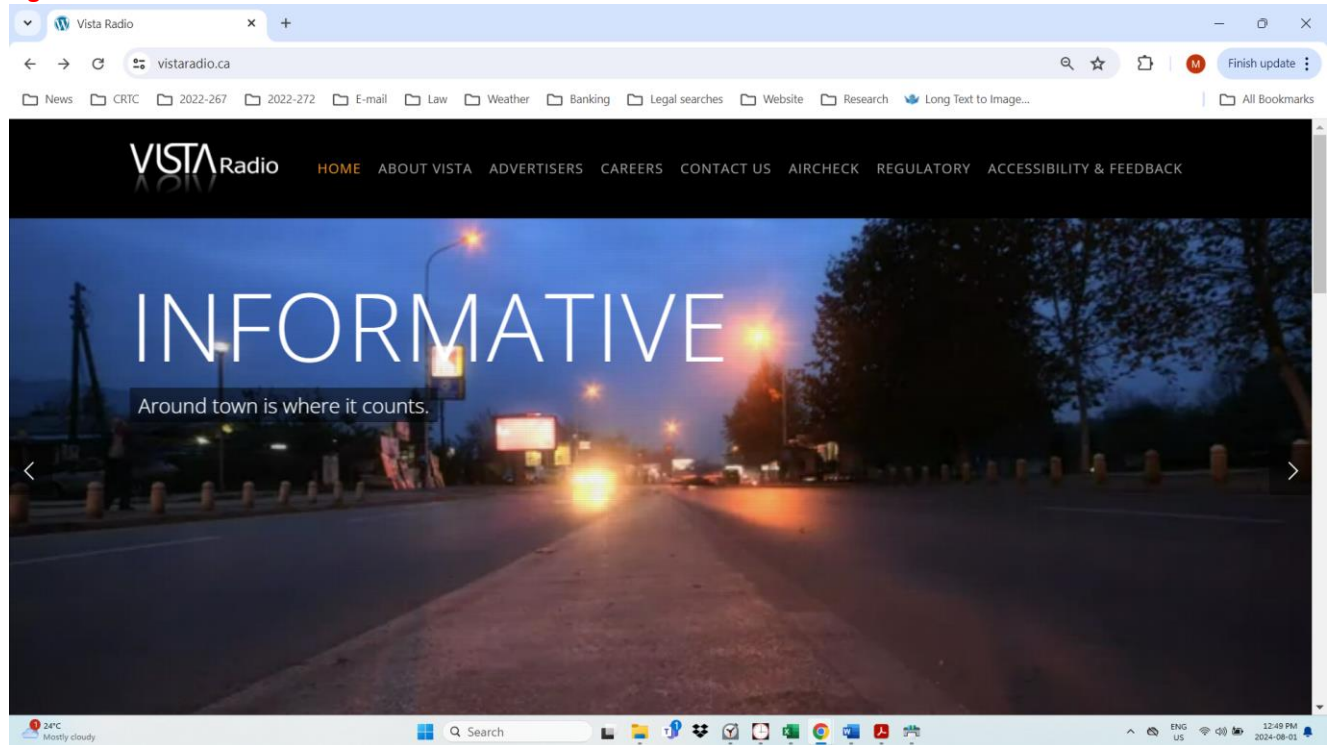 Vista Radio
vistaradio.ca
Finish update
News CRTC 2022-267 2022-272 E-mail Law Weather Banking Legal searches Website Research Long Text to Image... All Bookmarks
VISTA Radio HOME ABOUT VISTA ADVERTISERS CAREERS CONTACT US AIRCHECK REGULATORY ACCESSIBILITY & FEEDBACK
INFORMATIVE
Around town is where it counts.
1 24°C
Mostly cloudy
Search
ENG
US
12:49 PM
2024-08-01